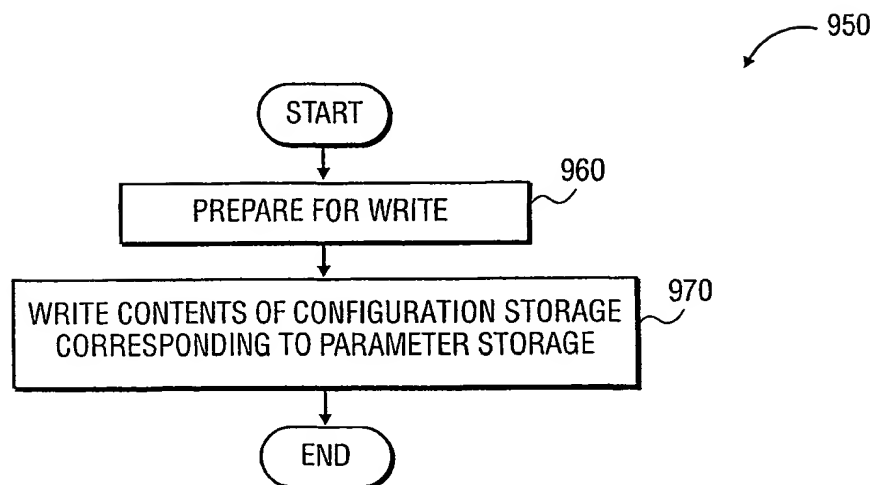 950
START
960
PREPARE FOR WRITE
970
WRITE CONTENTS OF CONFIGURATION STORAGE
CORRESPONDING TO PARAMETER STORAGE
END